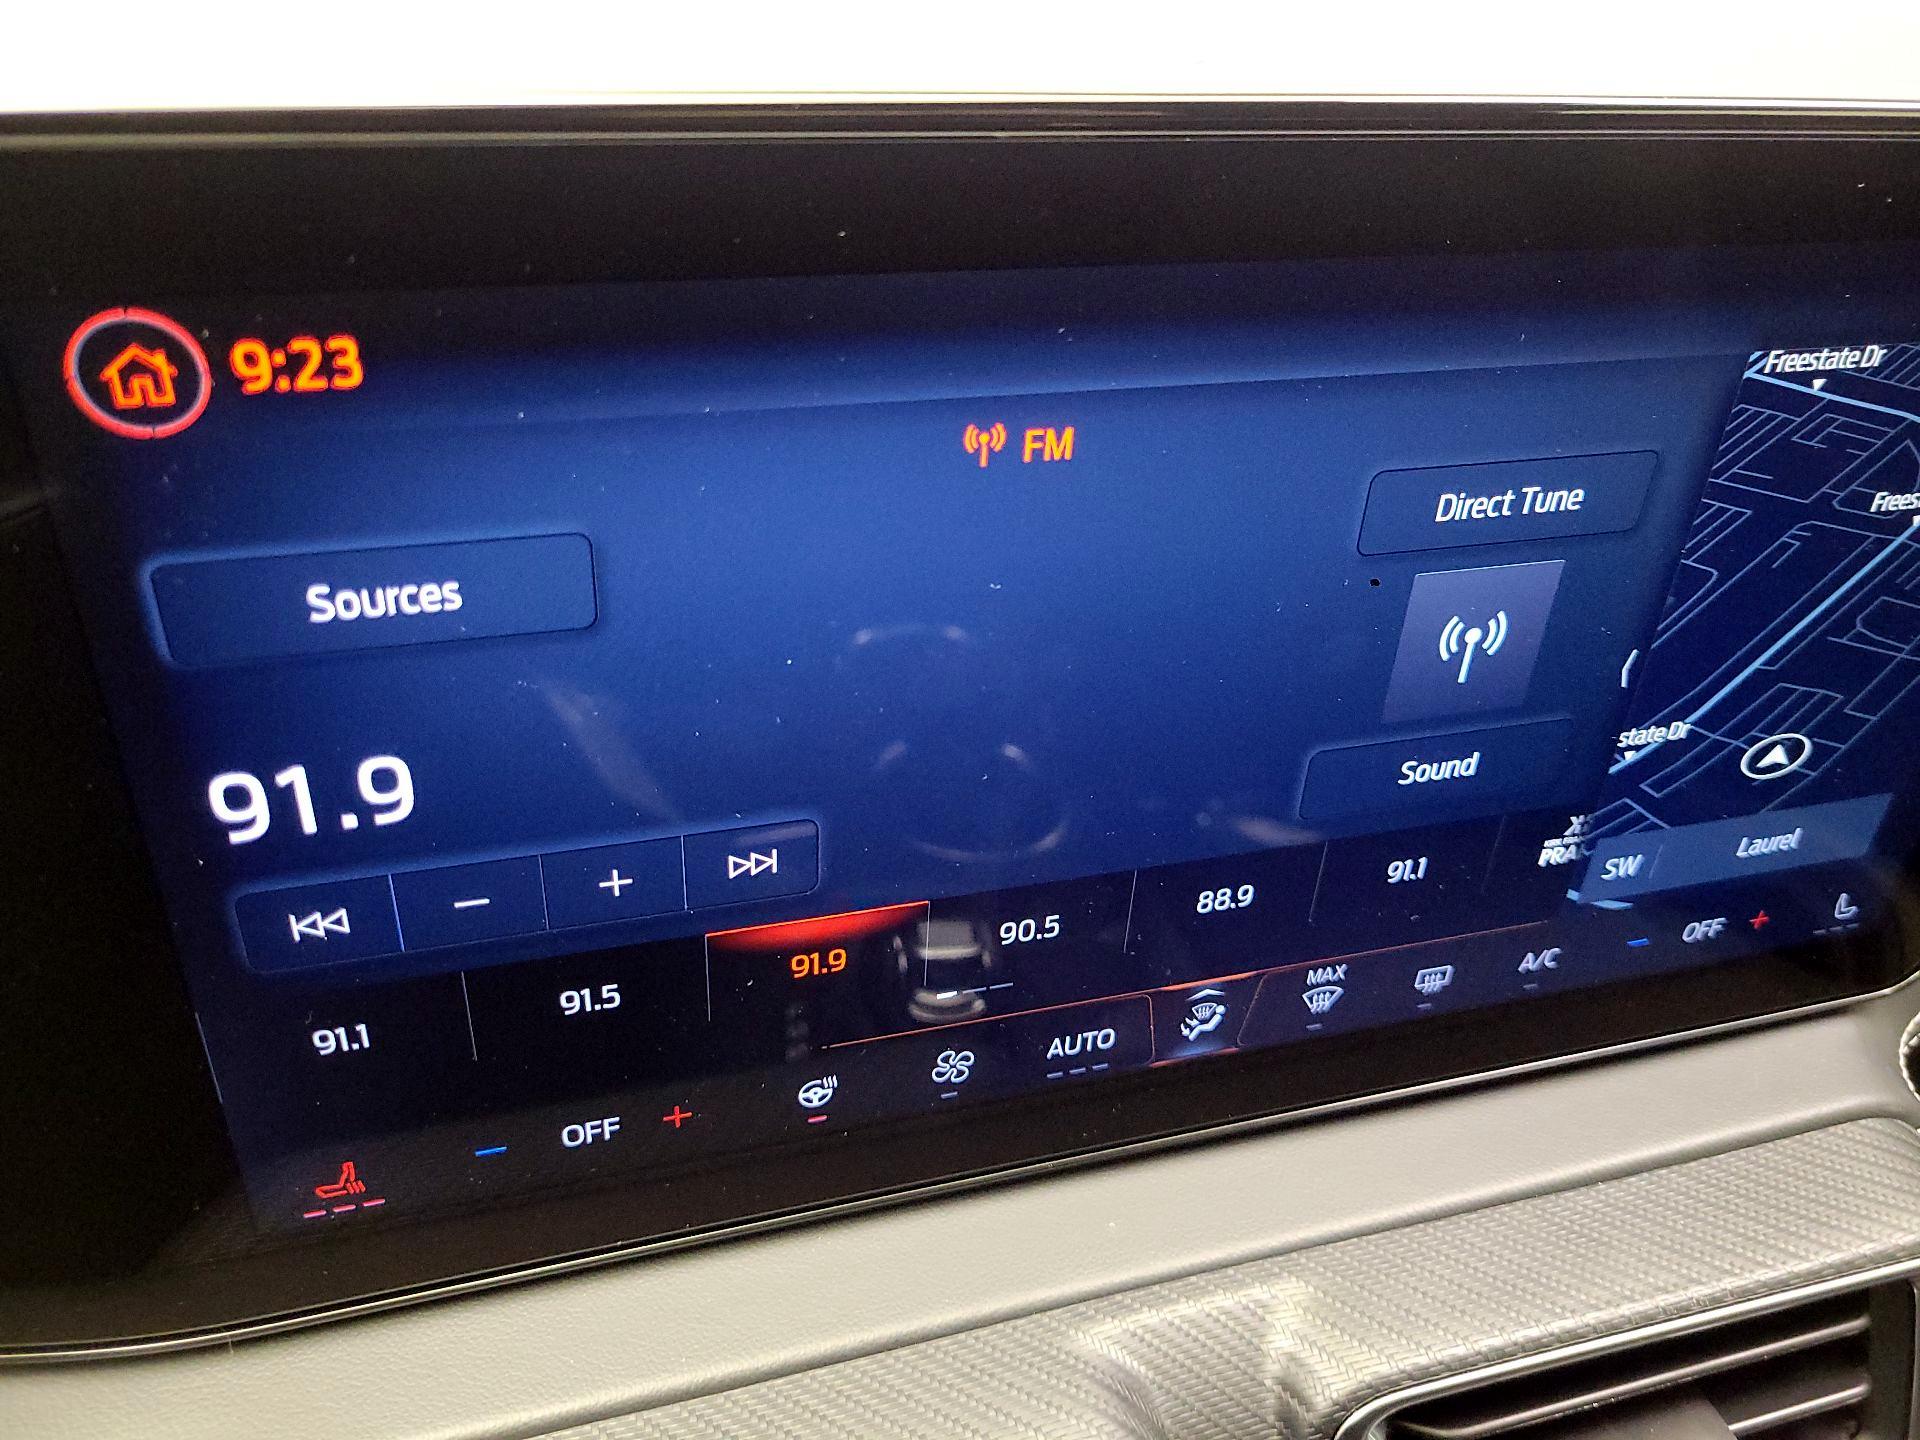 9:23
FM
Freestate Dr
Direct Tune
Sources
state Dr
Sound
91.9
SW
Laurel
91.1
91.5
91.9
90.5
88.9
91.1
OFF
AUTO
MAX
A/C
OFF